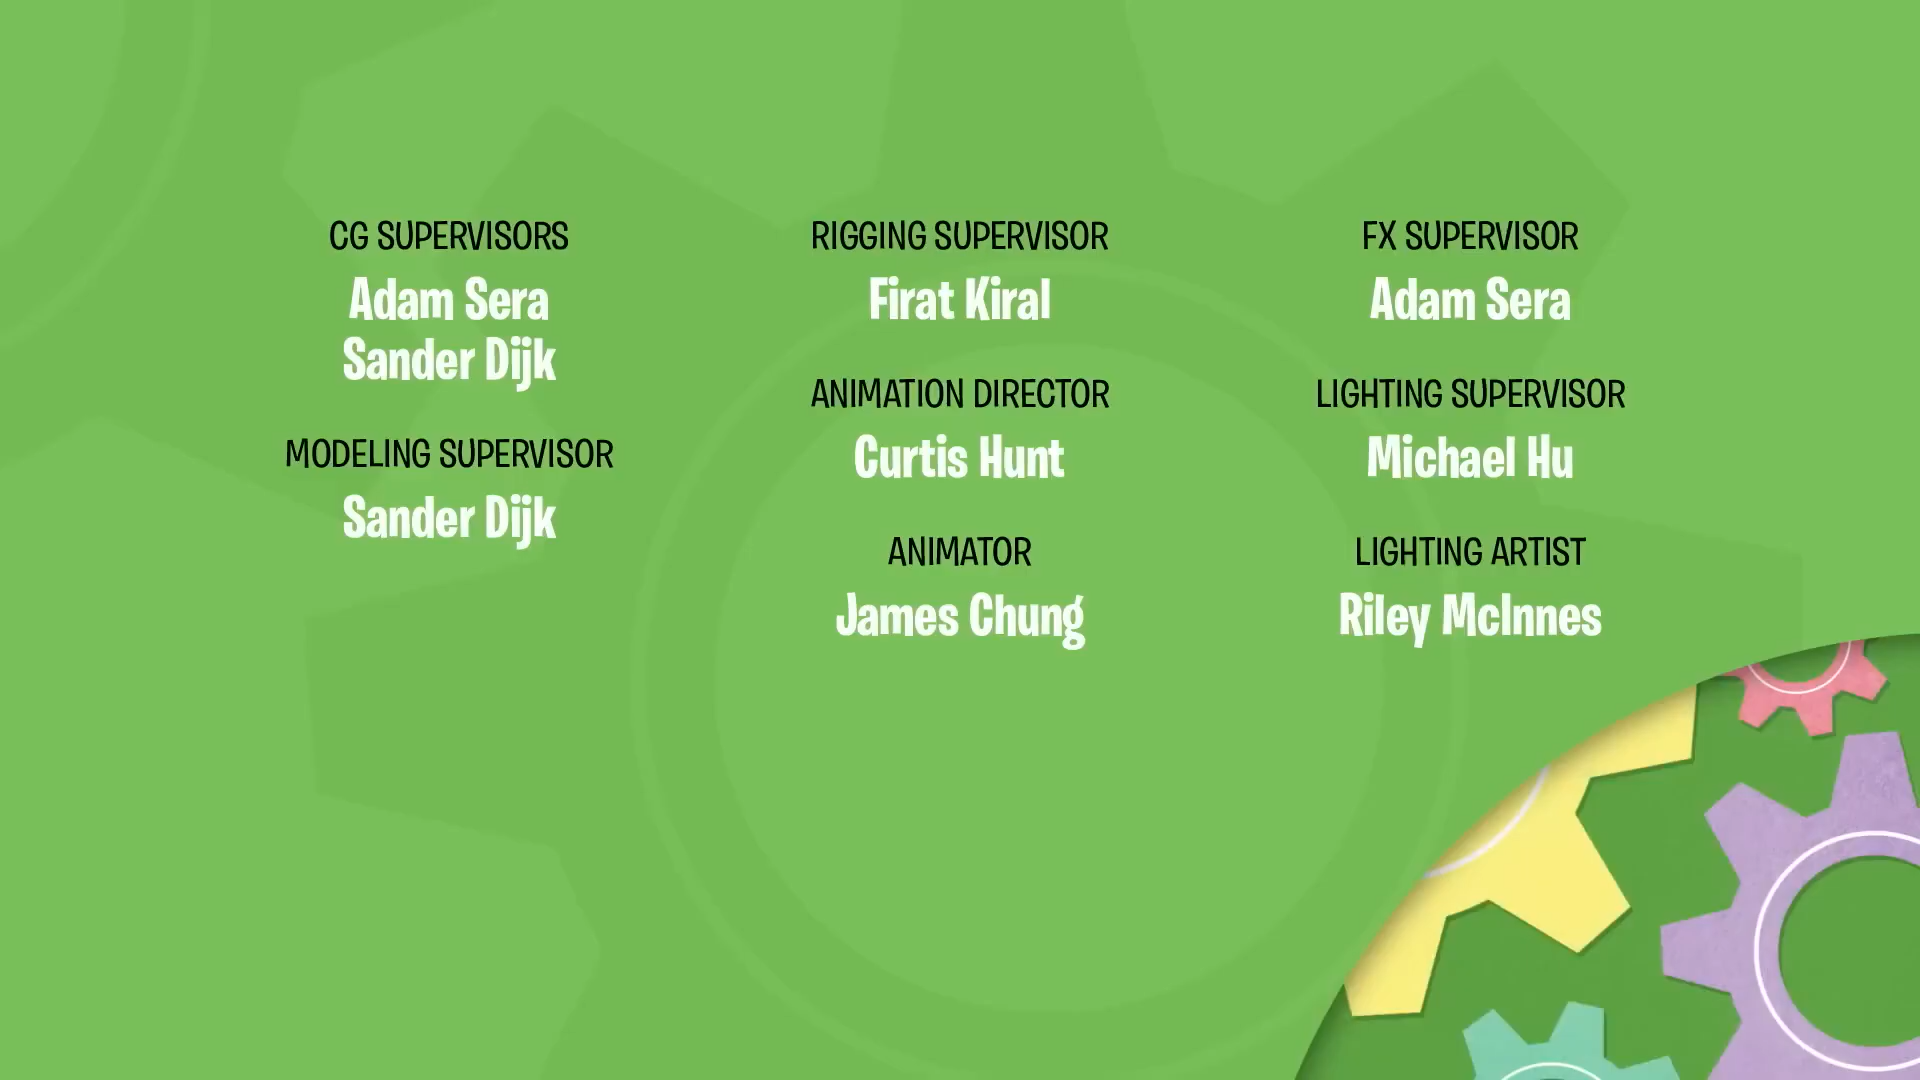 CG SUPERVISORS
Adam Sera
Sander Dijk
MODELING SUPERVISOR
Sander Dijk
RIGGING SUPERVISOR
Firat Kiral
ANIMATION DIRECTOR
Curtis Hunt
ANIMATOR
James Chung
FX SUPERVISOR
Adam Sera
LIGHTING SUPERVISOR
Michael Hu
LIGHTING ARTIST
Riley McInnes